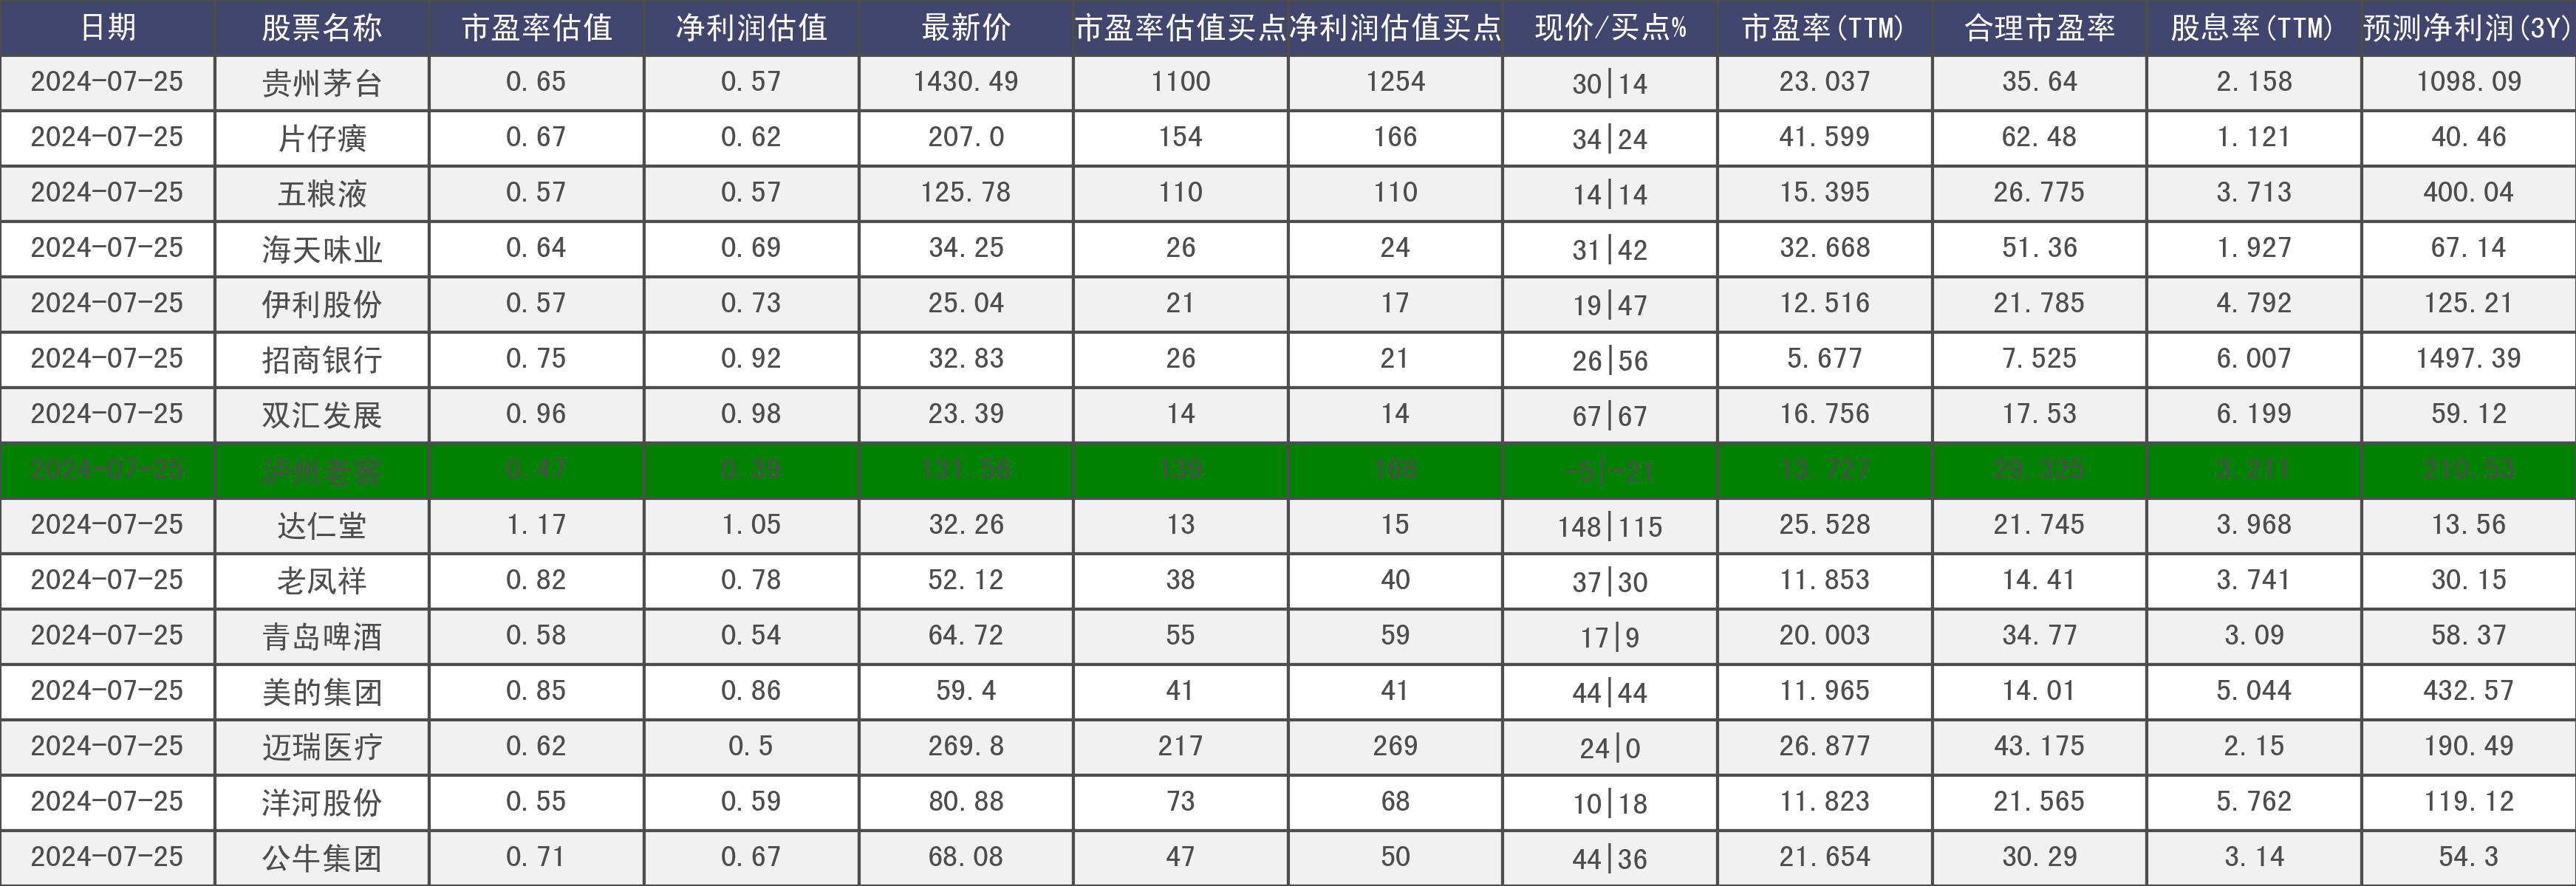 日期 股票名称 市盈率估值 净利润估值 最新价 市盈率估值买点 净利润估值买点 现价/买点% 市盈率(TTM) 合理市盈率 股息率(TTM) 预测净利润(3Y)
2024-07-25 贵州茅台 0.65 0.57 1430.49 1100 1254 30|14 23.037 35.64 2.158 1098.09
2024-07-25 片仔癀 0.67 0.62 207.0 154 166 34|24 41.599 62.48 1.121 40.46
2024-07-25 五粮液 0.57 0.57 125.78 110 110 14|14 15.395 26.775 3.713 400.04
2024-07-25 海天味业 0.64 0.69 34.25 26 24 31|42 32.668 51.36 1.927 67.14
2024-07-25 伊利股份 0.57 0.73 25.04 21 17 19|47 12.516 21.785 4.792 125.21
2024-07-25 招商银行 0.75 0.92 32.83 26 21 26|56 5.677 7.525 6.007 1497.39
2024-07-25 双汇发展 0.96 0.98 23.39 14 14 67|67 16.756 17.53 6.199 59.12
2024-07-25 泸州老窖 0.47 0.39 131.56 139 168 -5|-21 13.727 29.325 3.211 210.53
2024-07-25 达仁堂 1.17 1.05 32.26 13 15 148|115 25.528 21.745 3.968 13.56
2024-07-25 老凤祥 0.82 0.78 52.12 38 40 37|30 11.853 14.41 3.741 30.15
2024-07-25 青岛啤酒 0.58 0.54 64.72 55 59 17|9 20.003 34.77 3.09 58.37
2024-07-25 美的集团 0.85 0.86 59.4 41 41 44|44 11.965 14.01 5.044 432.57
2024-07-25 迈瑞医疗 0.62 0.5 269.8 217 269 24|0 26.877 43.175 2.15 190.49
2024-07-25 洋河股份 0.55 0.59 80.88 73 68 10|18 11.823 21.565 5.762 119.12
2024-07-25 公牛集团 0.71 0.67 68.08 47 50 44|36 21.654 30.29 3.14 54.3